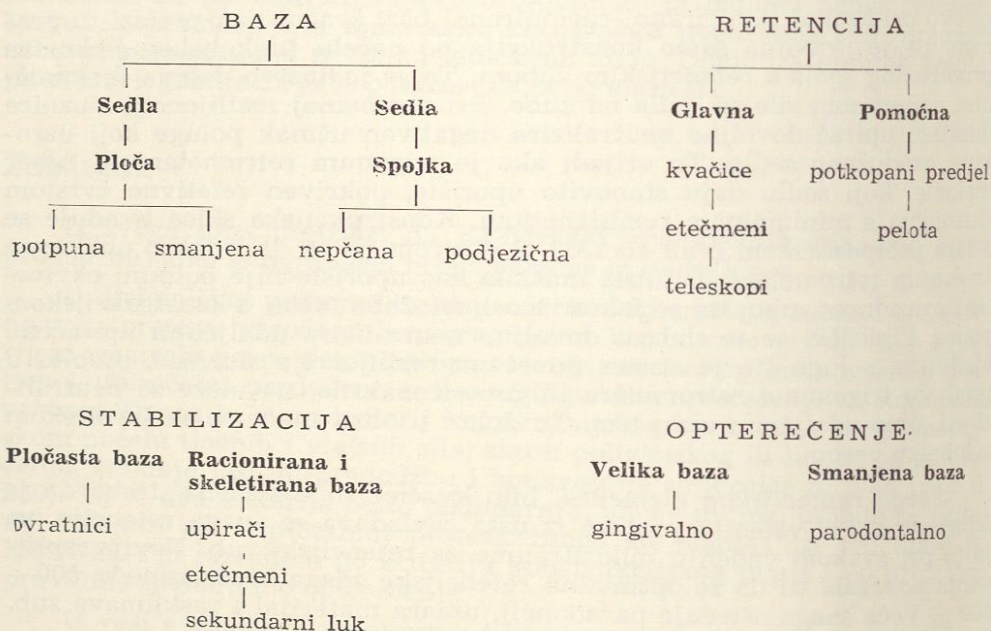 BAZA
Sedla Sedla
Ploča Spojka
potpuna smanjena nepčana podjezična
RETENCIJA
Glavna Pomoćna
kvačice potkopani predjel
etečmeni pelota
teleskopi
STABILIZACIJA
Pločasta baza Racionirana i
skeletirana baza
ovratnici upirači
etečmeni
sekundarni luk
OPTEREĆENJE
Velika baza Smanjena baza
gingivalno parodontalno